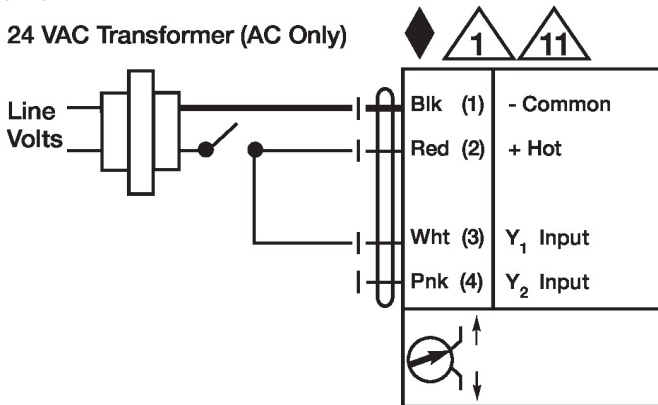 24 VAC Transformer (AC Only)
1
11
Line
Volts
Blk (1) - Common
Red (2) + Hot
Wht (3) Y1 Input
Pnk (4) Y2 Input